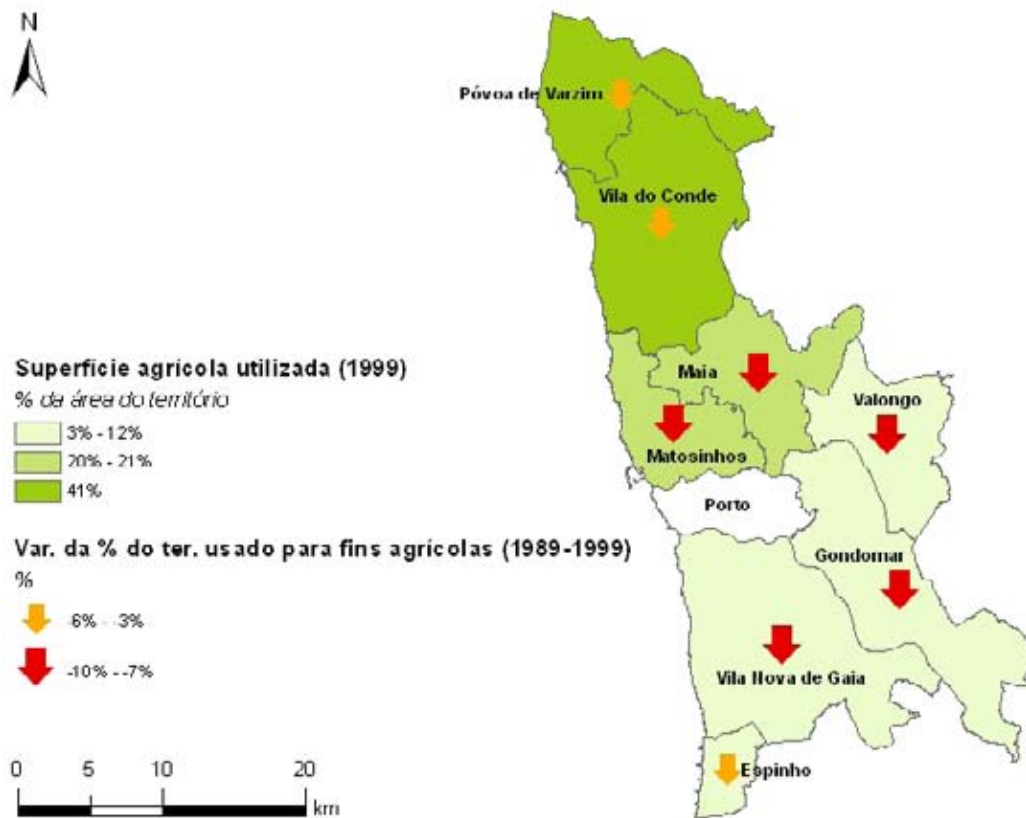 N
Póvoa de Varzim
Vila do Conde
Superfície agrícola utilizada (1999)
% da área do território
3% - 12%
20% - 21%
41%
Maia
Valongo
Matosinhos
Porto
Var. da % do ter. usado para fins agrícolas (1989-1999)
%
-6% - -3%
-10% - -7%
Gondomar
Vila Nova de Gaia
Espinho
0 5 10 20
km